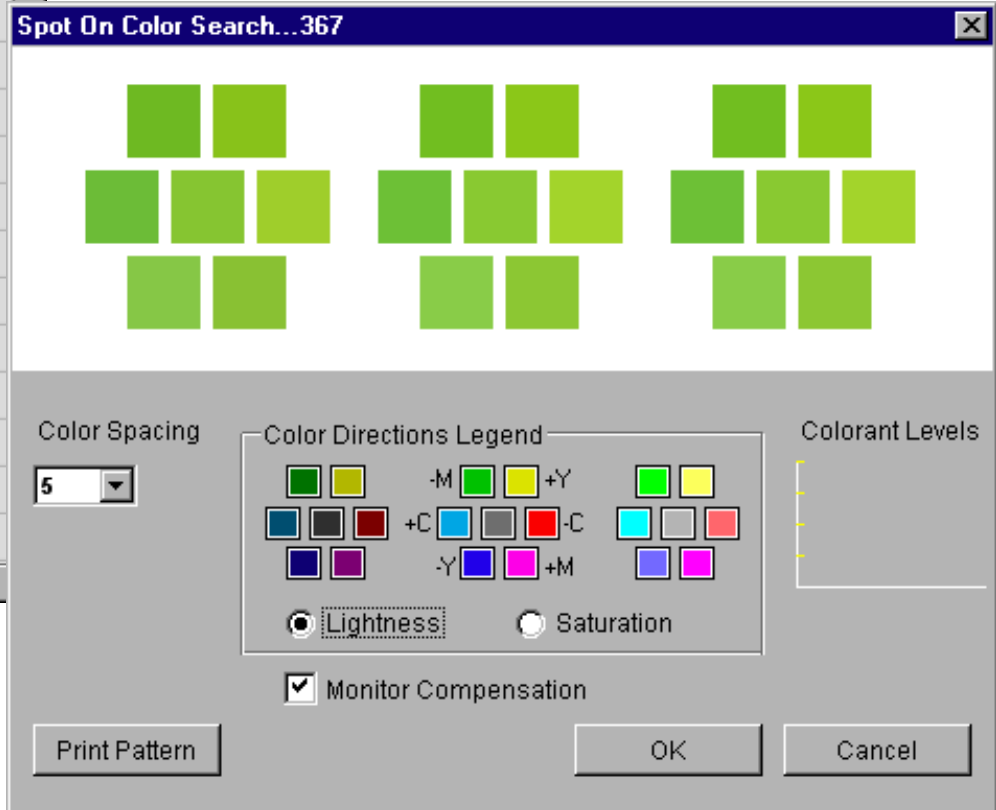 Spot On Color Search...367
Color Spacing
5
Color Directions Legend
-M +Y
+C -C
-Y +M
Lightness Saturation
Colorant Levels
Monitor Compensation
Print Pattern OK Cancel